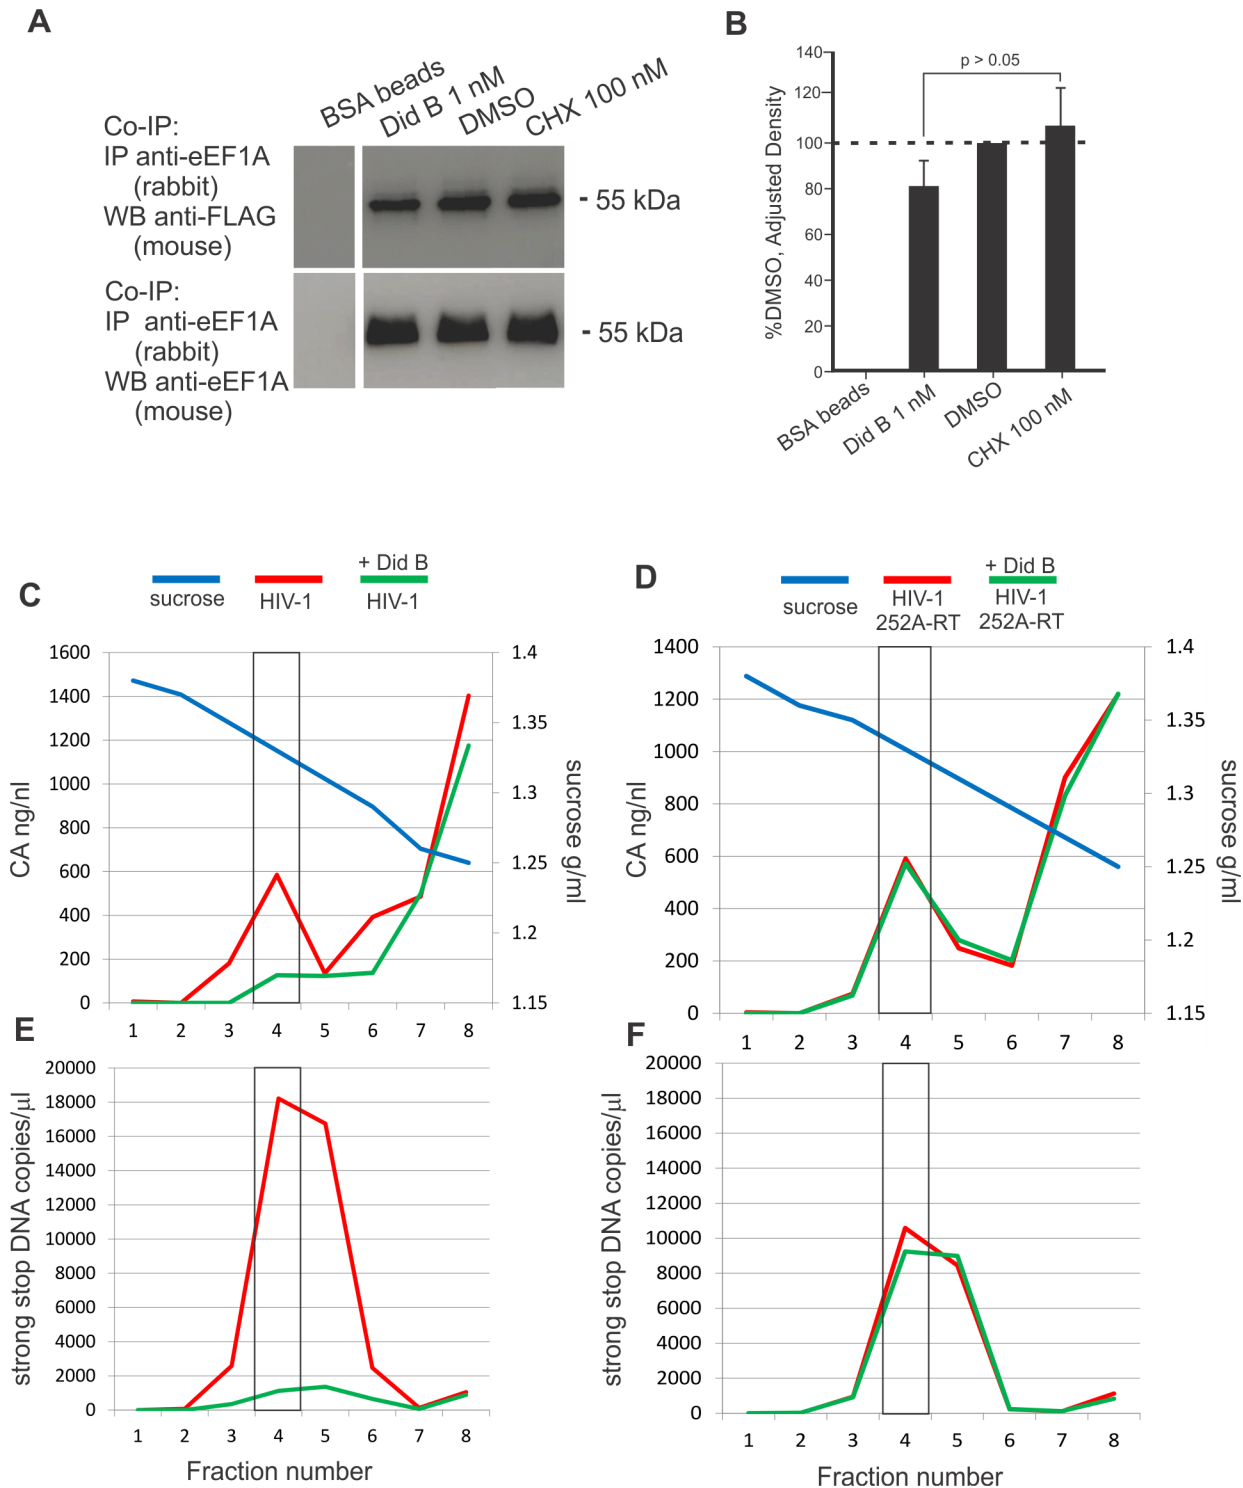 A
BSA beads
Did B 1 nM
DMSO
CHX 100 nM
Co-IP:
IP anti-eEF1A
(rabbit)
WB anti-FLAG
(mouse)
- 55 kDa
Co-IP:
IP anti-eEF1A
(rabbit)
WB anti-eEF1A
(mouse)
- 55 kDa
B
%DMSO, Adjusted Density
140
120
100
80
60
40
20
0
p > 0.05
BSA beads
Did B 1 nM
DMSO
CHX 100 nM
C
sucrose
HIV-1
+ Did B
HIV-1
CA ng/nl
1600
1400
1200
1000
800
600
400
200
0
1.4
1.35
1.3
1.25
1.2
1.15
sucrose g/ml
1 2 3 4 5 6 7 8
D
sucrose
HIV-1
252A-RT
+ Did B
HIV-1
252A-RT
CA ng/ml
1400
1200
1000
800
600
400
200
0
1.4
1.35
1.3
1.25
1.2
1.15
sucrose g/ml
1 2 3 4 5 6 7 8
E
strong stop DNA copies/µl
20000
18000
16000
14000
12000
10000
8000
6000
4000
2000
0
1 2 3 4 5 6 7 8
Fraction number
F
strong stop DNA copies/µl
20000
18000
16000
14000
12000
10000
8000
6000
4000
2000
0
1 2 3 4 5 6 7 8
Fraction number